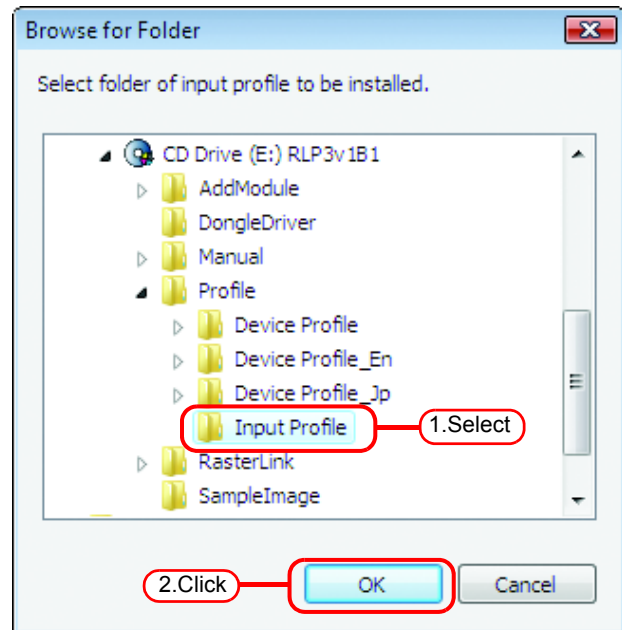 Browse for Folder
Select folder of input profile to be installed.
CD Drive (E:) RLP3v1B1
AddModule
DongleDriver
Manual
Profile
Device Profile
Device Profile_En
Device Profile_Jp
Input Profile
1.Select
RasterLink
SampleImage
2.Click
OK
Cancel